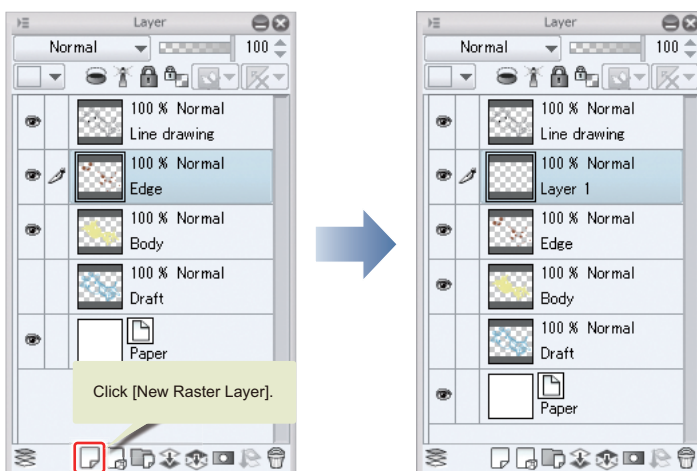 Layer
Normal 100
100 % Normal
Line drawing
100 % Normal
Edge
100 % Normal
Body
100 % Normal
Draft
Paper
Click [New Raster Layer].
Layer
Normal 100
100 % Normal
Line drawing
100 % Normal
Layer 1
100 % Normal
Edge
100 % Normal
Body
100 % Normal
Draft
Paper